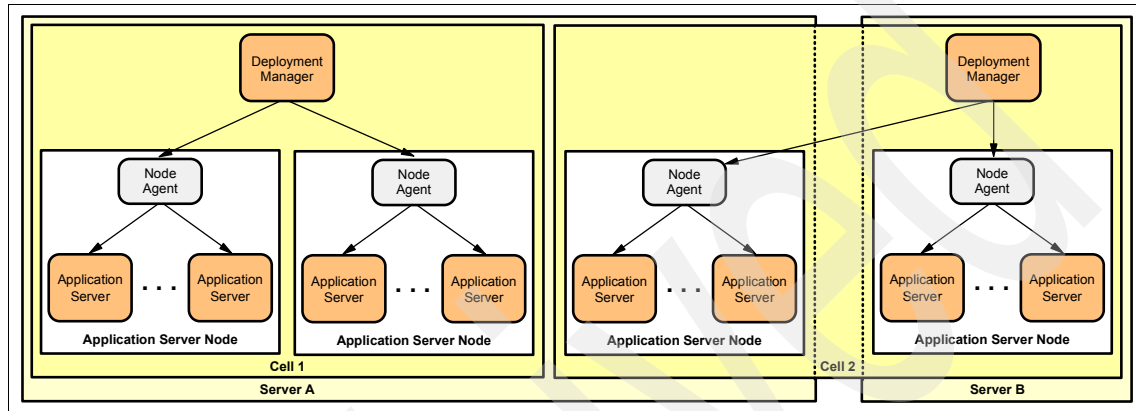 Deployment
Manager
Deployment
Manager
Node
Agent
Node
Agent
Node
Agent
Node
Agent
Application
Server
. . .
Application
Server
Application
Server
. . .
Application
Server
Application
Server
. . .
Application
Server
Application
Server
. . .
Application
Server
Application Server Node
Application Server Node
Application Server Node
Application Server Node
Cell 1
Cell 2
Server A
Server B